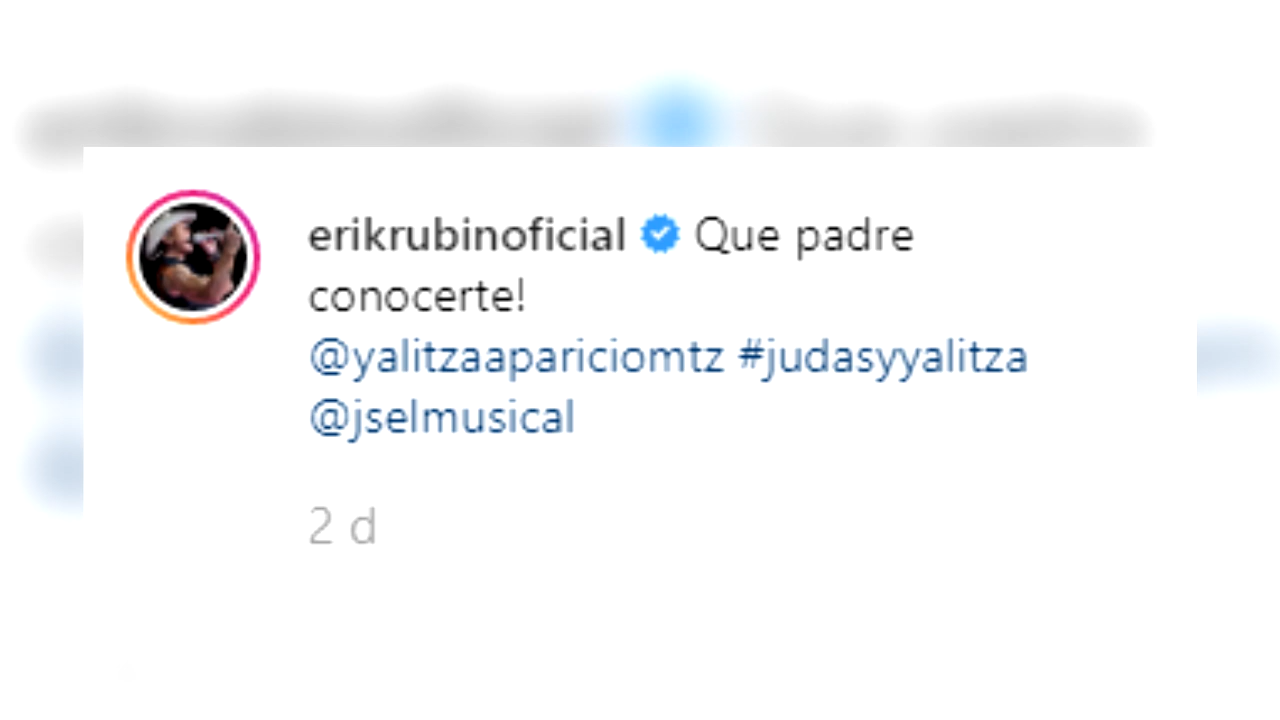 erikrubinoficial Que padre
conocerte!
@yalitzaapariciomtz #judasyyalitza
@jselmusical
2 d